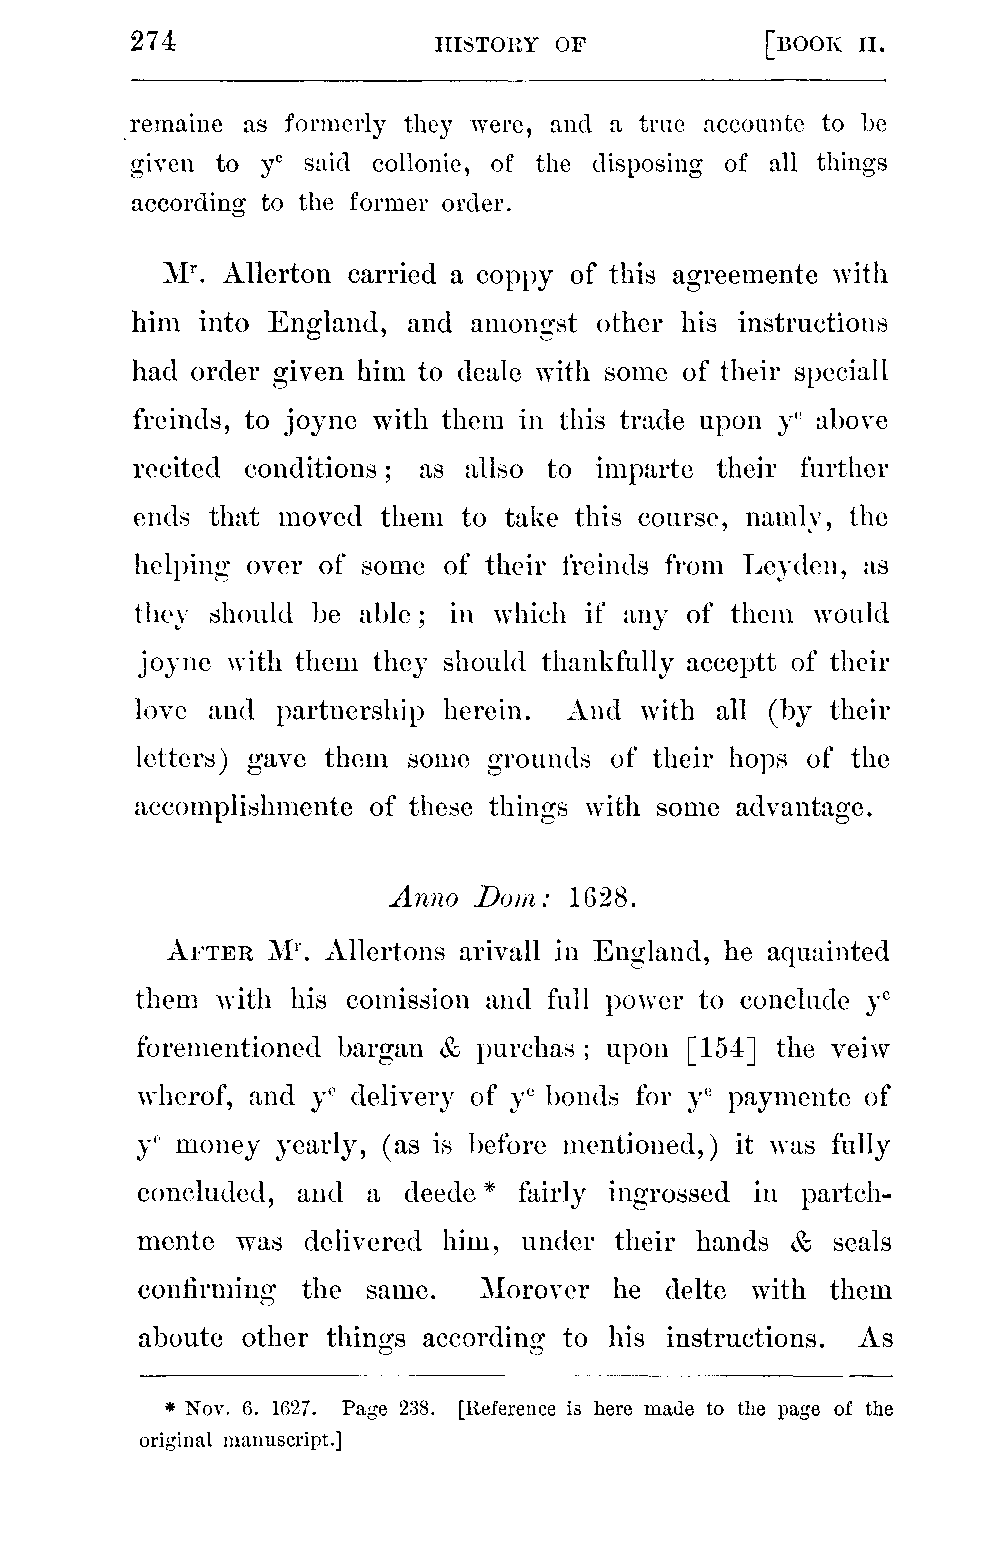 274 HISTORY OF [BOOK II.
remaine as formerly they were, and a true accounte to be
given to yᵉ said collonie, of the disposing of all things
according to the former order.
Mʳ. Allerton carried a coppy of this agreemente with
him into England, and amongst other his instructions
had order given him to deale with some of their speciall
freinds, to joyne with them in this trade upon yᵉ above
recited conditions; as allso to imparte their further
ends that moved them to take this course, namly, the
helping over of some of their freinds from Leyden, as
they should be able; in which if any of them would
joyne with them they should thankfully acceptt of their
love and partnership herein. And with all (by their
letters) gave them some grounds of their hops of the
accomplishmente of these things with some advantage.
Anno Dom: 1628.
AFTER Mʳ. Allertons arivall in England, he aquainted
them with his comission and full power to conclude yᵉ
forementioned bargan & purchas; upon [154] the veiw
wherof, and yᵉ delivery of yᵉ bonds for yᵉ paymente of
yᵉ money yearly, (as is before mentioned,) it was fully
concluded, and a deede * fairly ingrossed in partch-
mente was delivered him, under their hands & seals
confirming the same. Morover he delte with them
aboute other things according to his instructions. As
* Nov. 6. 1627. Page 238. [Reference is here made to the page of the
original manuscript.]